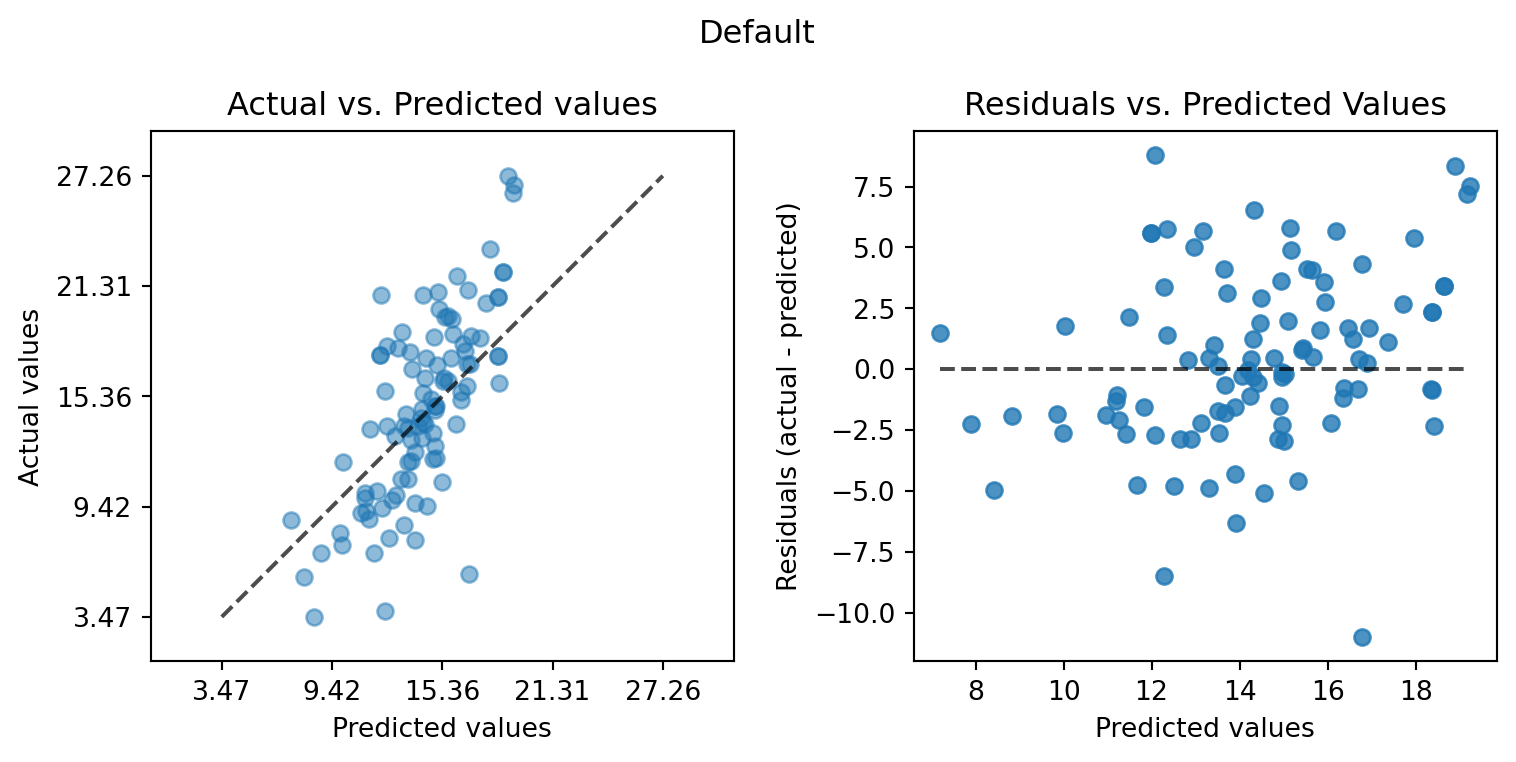 Default
Actual vs. Predicted values
27.26
21.31
15.36
9.42
3.47
Actual values
3.47 9.42 15.36 21.31 27.26
Predicted values
Residuals vs. Predicted Values
7.5
5.0
2.5
0.0
−2.5
−5.0
−7.5
−10.0
Residuals (actual - predicted)
8 10 12 14 16 18
Predicted values